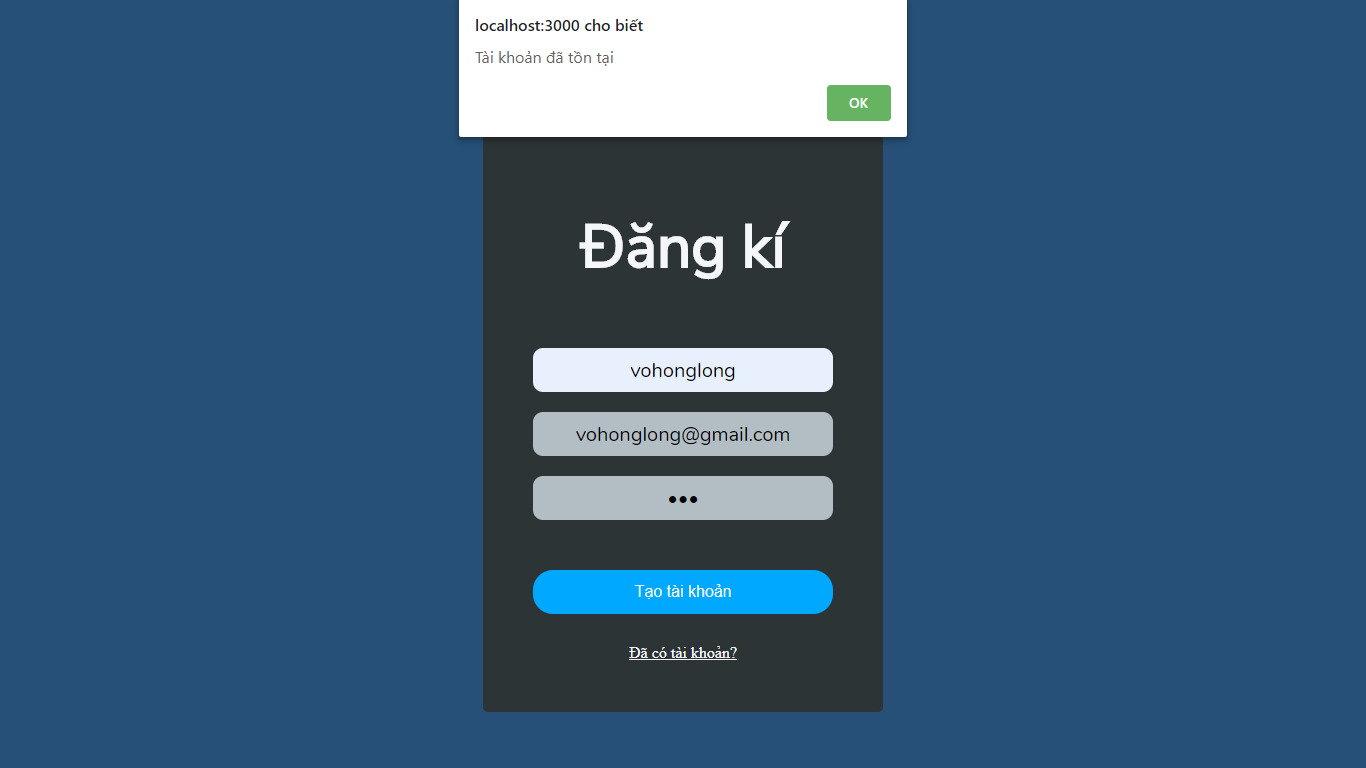 localhost:3000 cho biết
Tài khoản đã tồn tại
OK
Đăng kí
vohonglong
vohonglong@gmail.com
•••
Tạo tài khoản
Đã có tài khoản?